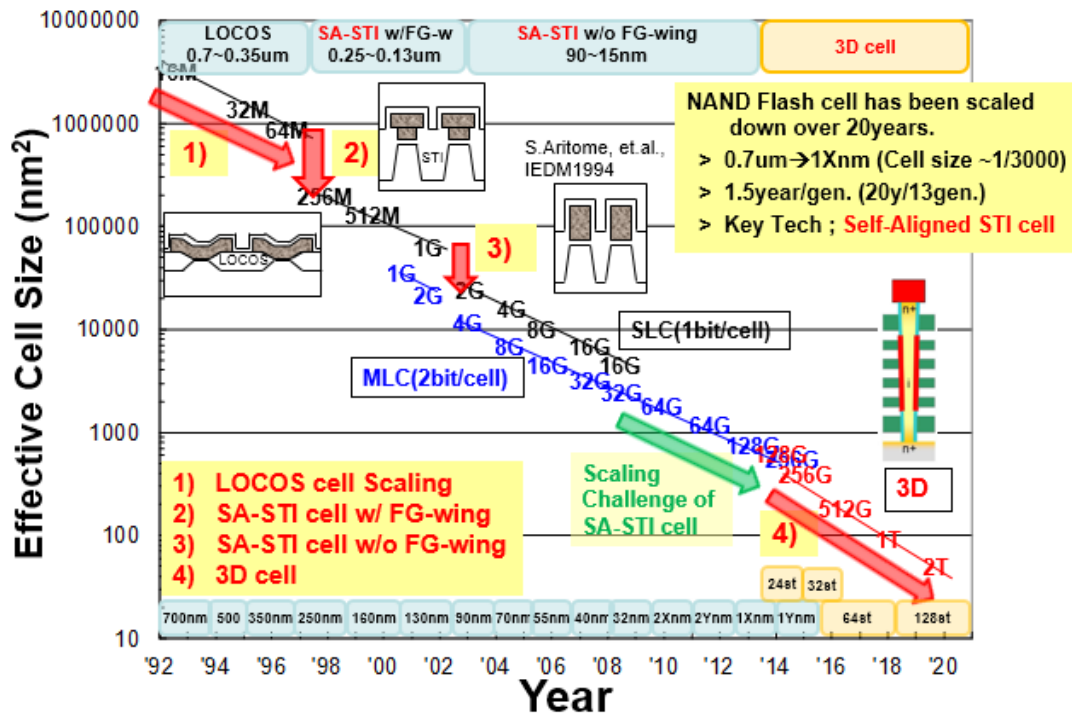 10000000
1000000
100000
10000
1000
100
10
Effective Cell Size (nm2)
LOCOS
0.7~0.35um
SA-STI w/FG-w
0.25~0.13um
SA-STI w/o FG-wing
90~15nm
3D cell
NAND Flash cell has been scaled
down over 20years.
> 0.7um→1Xnm (Cell size ~1/3000)
> 1.5year/gen. (20y/13gen.)
> Key Tech ; Self-Aligned STI cell
32M
64M
1)
2)
STI
S.Aritome, et.al.,
IEDM1994
256M
512M
1G
3)
LOCOS
1G
2G
2G
4G
8G
16G
16G
SLC(1bit/cell)
4G
8G
16G
32G
32G
64G
64G
128G
256G
MLC(2bit/cell)
n+
i
n+
3D
128G
256G
512G
1T
2T
Scaling
Challenge of
SA-STI cell
4)
1) LOCOS cell Scaling
2) SA-STI cell w/ FG-wing
3) SA-STI cell w/o FG-wing
4) 3D cell
24st 32st
700nm 500 350nm 250nm 160nm 130nm 90nm 70nm 55nm 40nm 32nm 2Xnm 2Ynm 1Xnm 1Ynm 64st 128st
'92 '94 '96 '98 '00 '02 '04 '06 '08 '10 '12 '14 '16 '18 '20
Year